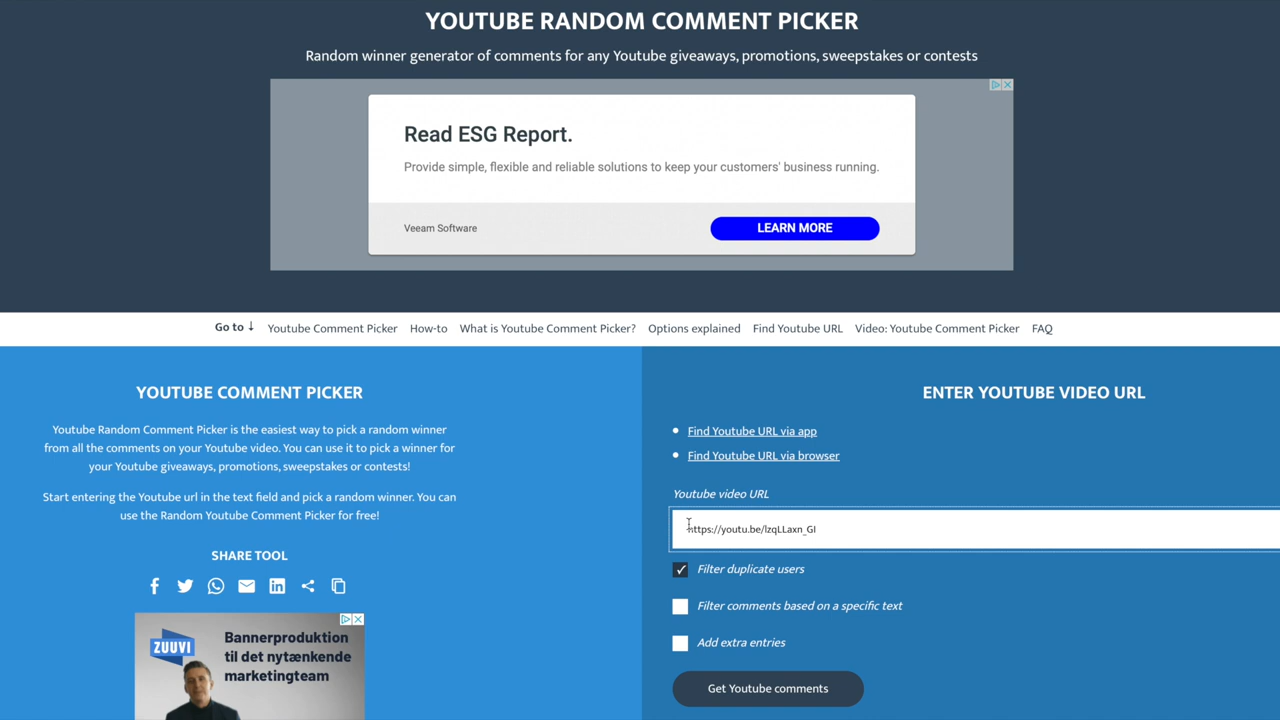 YOUTUBE RANDOM COMMENT PICKER
Random winner generator of comments for any Youtube giveaways, promotions, sweepstakes or contests
Read ESG Report.
Provide simple, flexible and reliable solutions to keep your customers' business running.
Veeam Software
LEARN MORE
Go to ↓ Youtube Comment Picker How-to What is Youtube Comment Picker? Options explained Find Youtube URL Video: Youtube Comment Picker FAQ
YOUTUBE COMMENT PICKER
Youtube Random Comment Picker is the easiest way to pick a random winner
from all the comments on your Youtube video. You can use it to pick a winner for
your Youtube giveaways, promotions, sweepstakes or contests!
Start entering the Youtube url in the text field and pick a random winner. You can
use the Random Youtube Comment Picker for free!
SHARE TOOL
ZUUVI
Bannerproduktion
til det nytænkende
marketingteam
ENTER YOUTUBE VIDEO URL
Find Youtube URL via app
Find Youtube URL via browser
Youtube video URL
https://youtu.be/lzqLLaxn_GI
Filter duplicate users
Filter comments based on a specific text
Add extra entries
Get Youtube comments